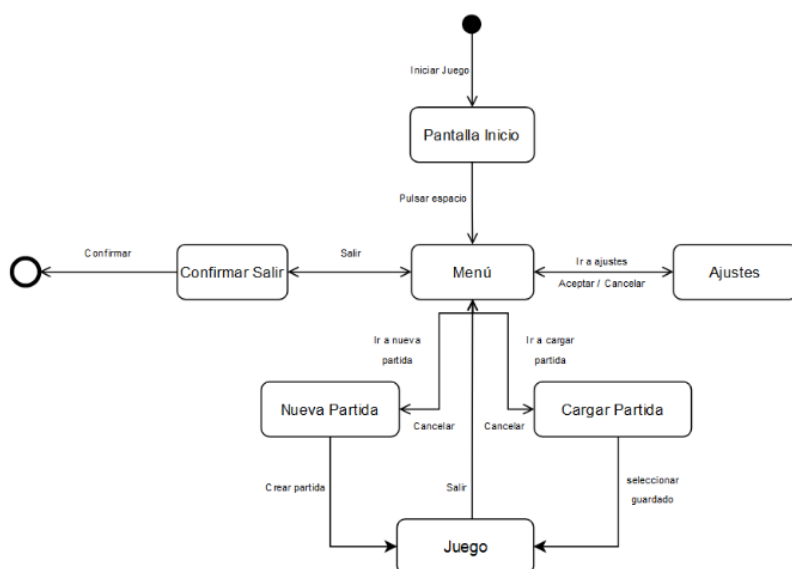 Iniciar Juego
Pantalla Inicio
Pulsar espacio
Confirmar
Confirmar Salir
Salir
Menú
Ir a ajustes
Aceptar / Cancelar
Ajustes
Ir a nueva
partida
Ir a cargar
partida
Nueva Partida
Cancelar
Cancelar
Cargar Partida
Crear partida
Salir
seleccionar
guardado
Juego